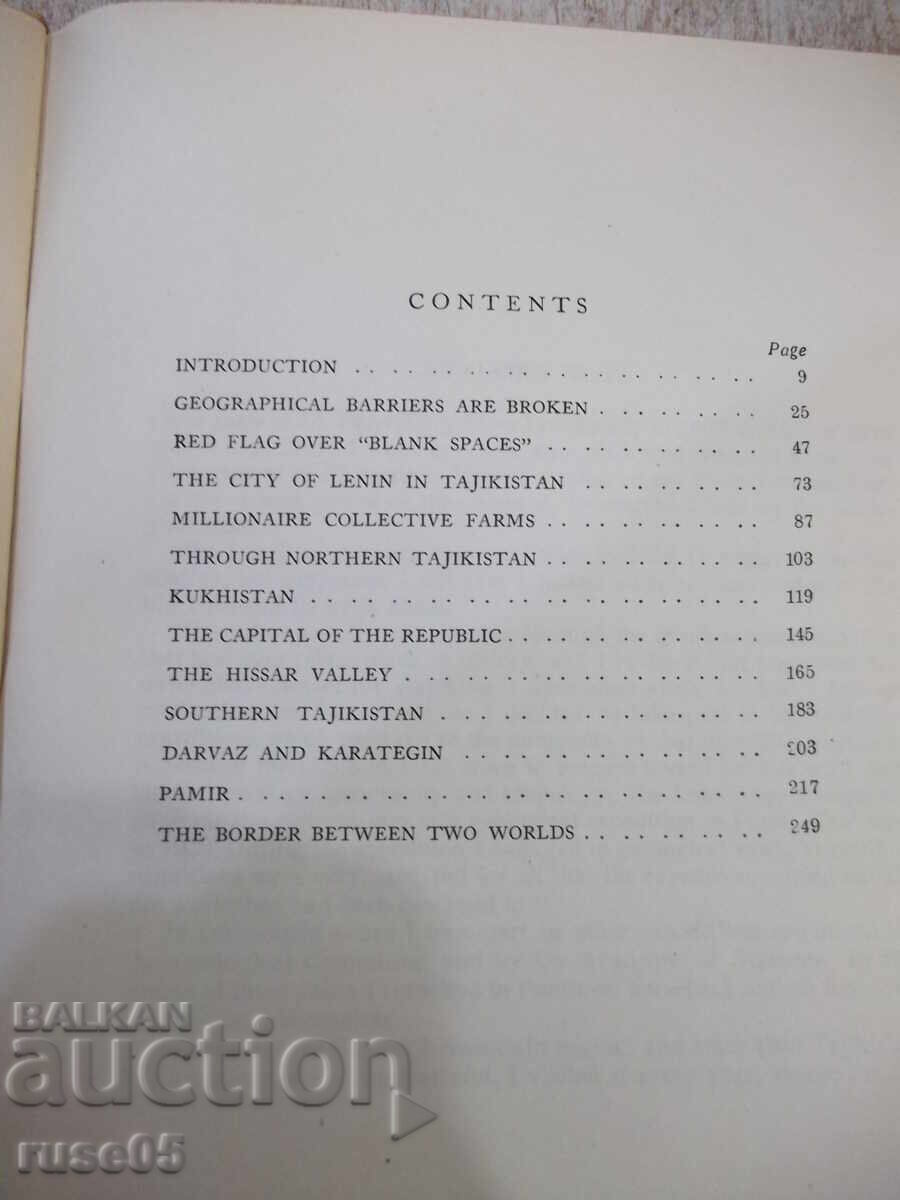 CONTENTS
Page
INTRODUCTION . . . . . . . . . . . . . . . . . . . 9
GEOGRAPHICAL BARRIERS ARE BROKEN . . . . . . . . 25
RED FLAG OVER “BLANK SPACES” . . . . . . . . . . 47
THE CITY OF LENIN IN TAJIKISTAN . . . . . . . . . 73
MILLIONAIRE COLLECTIVE FARMS . . . . . . . . . . 87
THROUGH NORTHERN TAJIKISTAN . . . . . . . . . . 103
KUKHISTAN . . . . . . . . . . . . . . . . . . . . 119
THE CAPITAL OF THE REPUBLIC . . . . . . . . . . . 145
THE HISSAR VALLEY . . . . . . . . . . . . . . . . 165
SOUTHERN TAJIKISTAN . . . . . . . . . . . . . . . 183
DARVAZ AND KARATEGIN . . . . . . . . . . . . . . 203
PAMIR . . . . . . . . . . . . . . . . . . . . . . 217
THE BORDER BETWEEN TWO WORLDS . . . . . . . . . 249
BALKAN
auction
ruse05